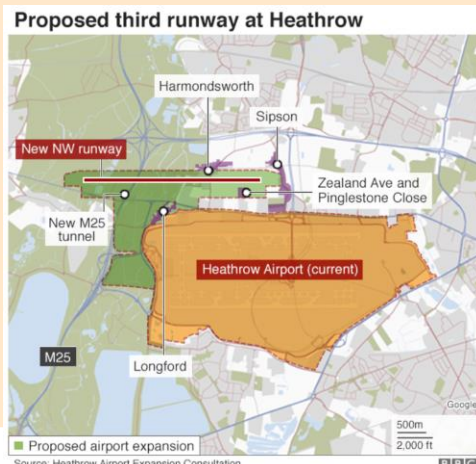 Proposed third runway at Heathrow
Harmondsworth
Sipson
New NW runway
Zealand Ave and
Pinglestone Close
New M25
tunnel
Heathrow Airport (current)
M25
Longford
Google
500m
2,000 ft
Proposed airport expansion
Source: Heathrow Airport Expansion Consultation
BBC